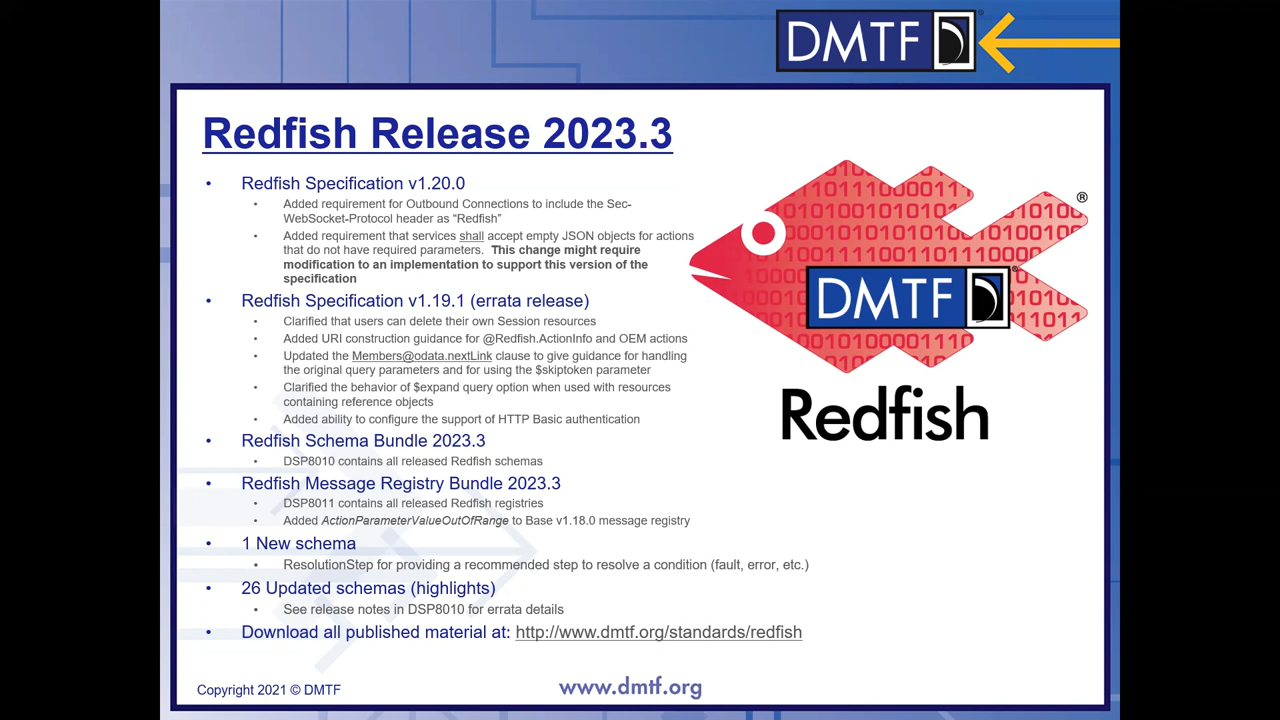 DMTF
Redfish Release 2023.3
• Redfish Specification v1.20.0
• Added requirement for Outbound Connections to include the Sec-
WebSocket-Protocol header as “Redfish”
• Added requirement that services shall accept empty JSON objects for actions
that do not have required parameters. This change might require
modification to an implementation to support this version of the
specification
• Redfish Specification v1.19.1 (errata release)
• Clarified that users can delete their own Session resources
• Added URI construction guidance for @Redfish.ActionInfo and OEM actions
• Updated the Members@odata.nextLink clause to give guidance for handling
the original query parameters and for using the $skiptoken parameter
• Clarified the behavior of $expand query option when used with resources
containing reference objects
• Added ability to configure the support of HTTP Basic authentication
• Redfish Schema Bundle 2023.3
• DSP8010 contains all released Redfish schemas
• Redfish Message Registry Bundle 2023.3
• DSP8011 contains all released Redfish registries
• Added ActionParameterValueOutOfRange to Base v1.18.0 message registry
• 1 New schema
• ResolutionStep for providing a recommended step to resolve a condition (fault, error, etc.)
• 26 Updated schemas (highlights)
• See release notes in DSP8010 for errata details
• Download all published material at: http://www.dmtf.org/standards/redfish
®
DMTF
Redfish
Copyright 2021 © DMTF
www.dmtf.org